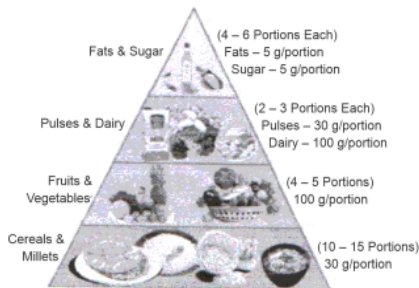 Fats & Sugar
(4 – 6 Portions Each)
Fats – 5 g/portion
Sugar – 5 g/portion
Pulses & Dairy
(2 – 3 Portions Each)
Pulses – 30 g/portion
Dairy – 100 g/portion
Fruits &
Vegetables
(4 – 5 Portions)
100 g/portion
Cereals &
Millets
(10 – 15 Portions)
30 g/portion